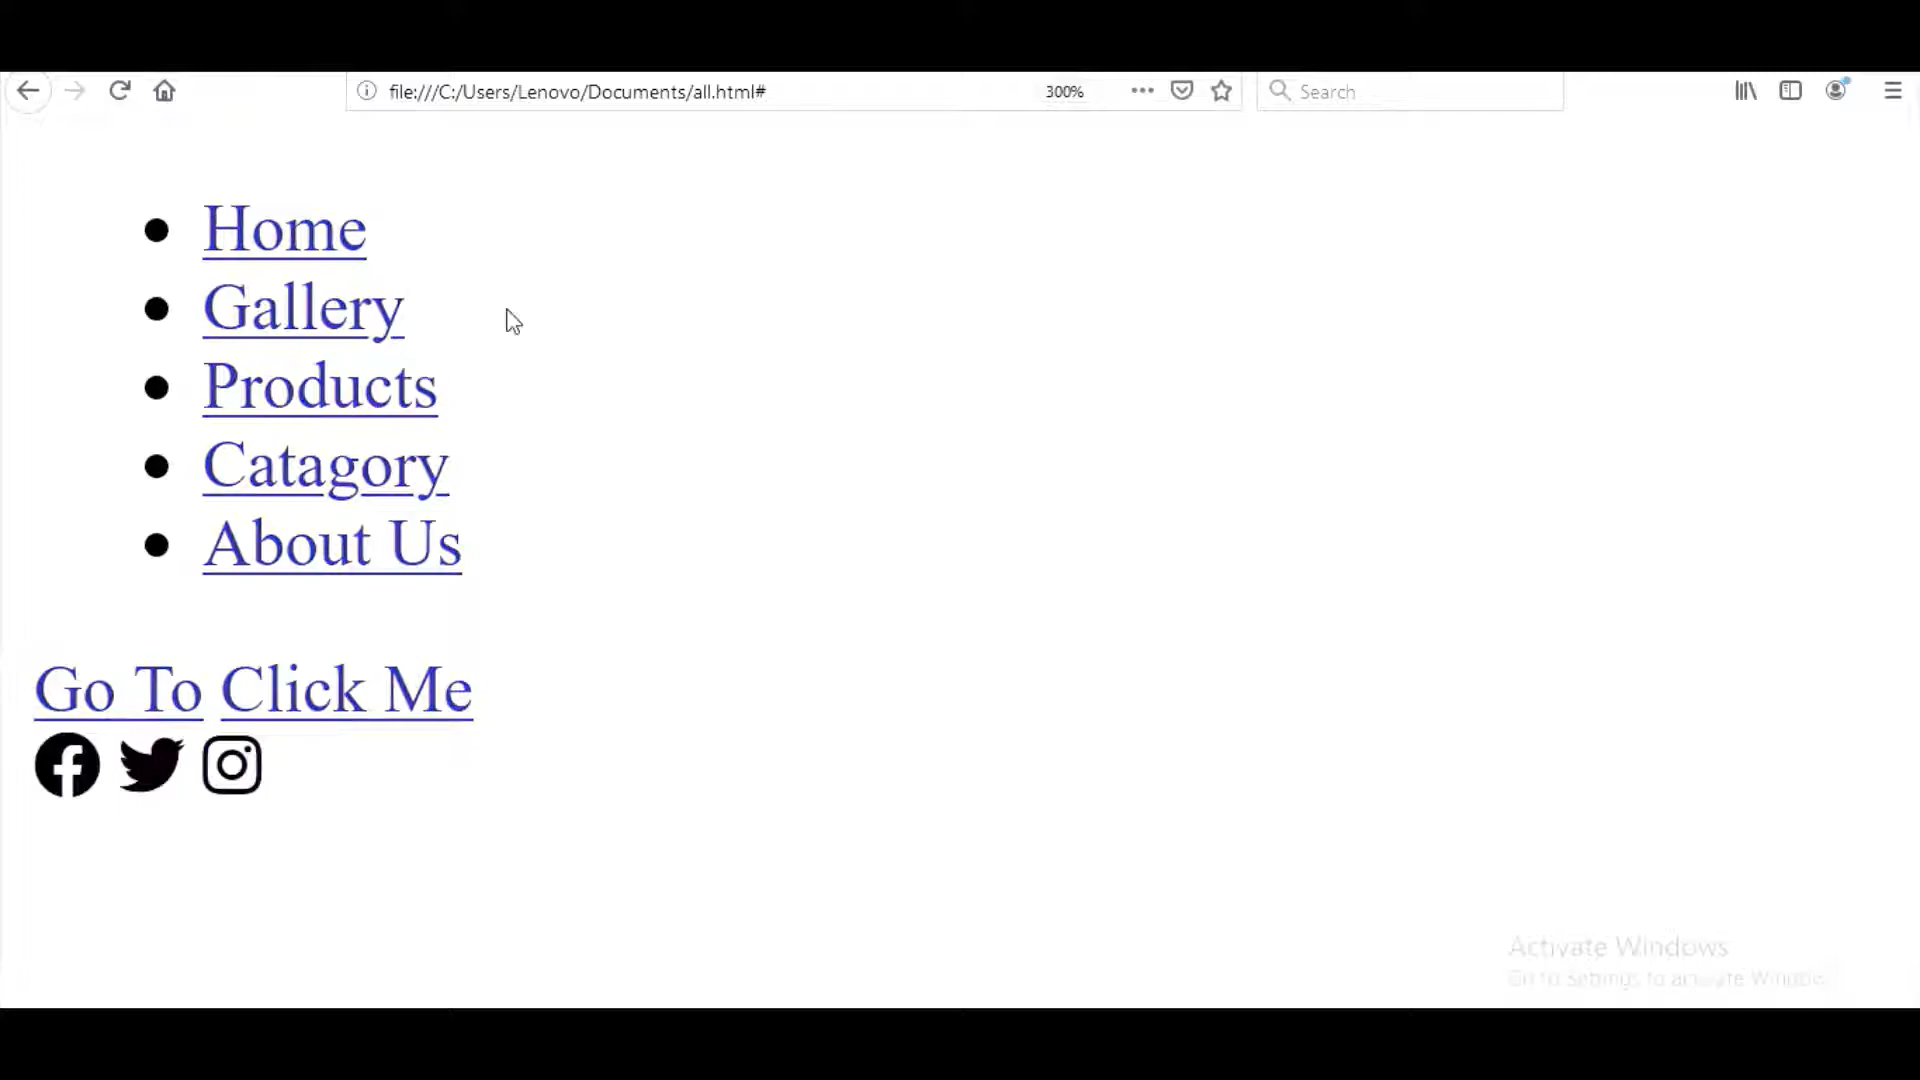 file:///C:/Users/Lenovo/Documents/all.html# 300% Search
Home
Gallery
Products
Catagory
About Us
Go To Click Me
Activate Windows
Go to Settings to activate Windows.